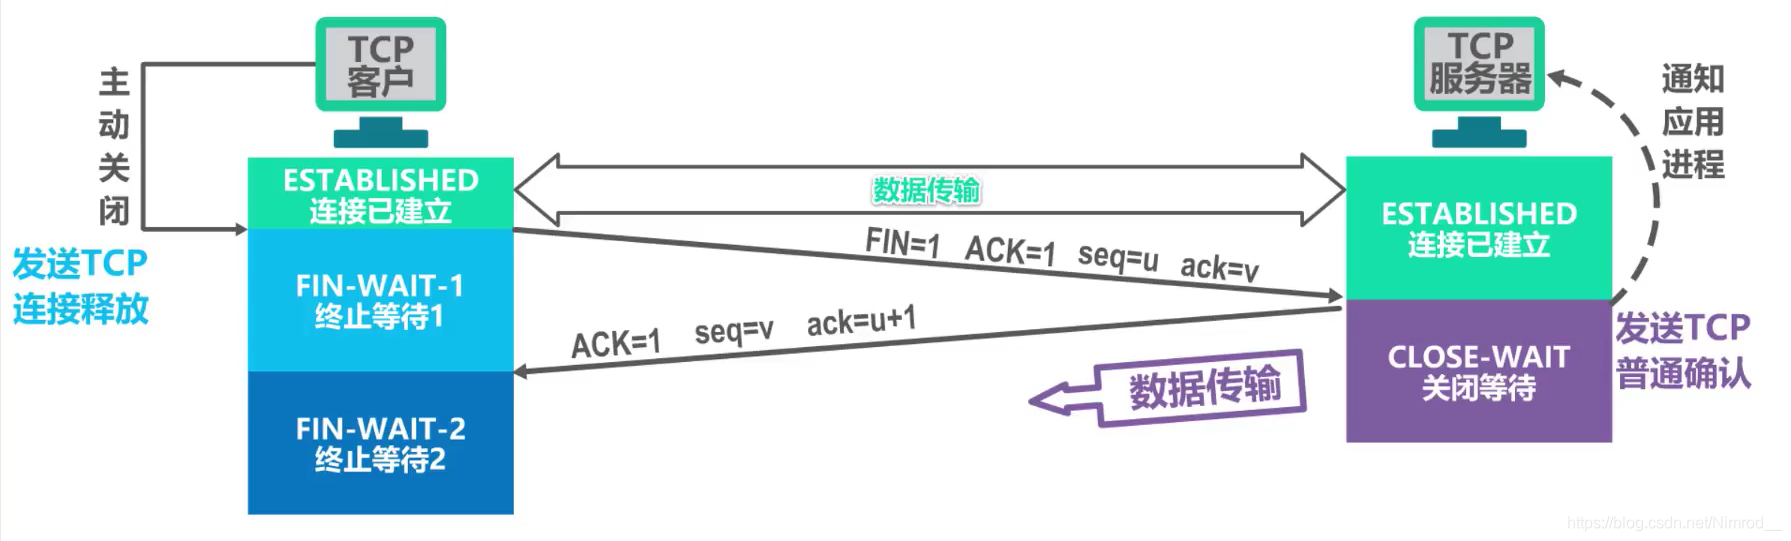 TCP
客户
TCP
服务器
主动关闭
通知
应用
进程
ESTABLISHED
连接已建立
数据传输
ESTABLISHED
连接已建立
发送TCP
连接释放
FIN=1 ACK=1 seq=u ack=v
FIN-WAIT-1
终止等待1
ACK=1 seq=v ack=u+1
发送TCP
普通确认
CLOSE-WAIT
关闭等待
数据传输
FIN-WAIT-2
终止等待2
https://blog.csdn.net/Nimrod__